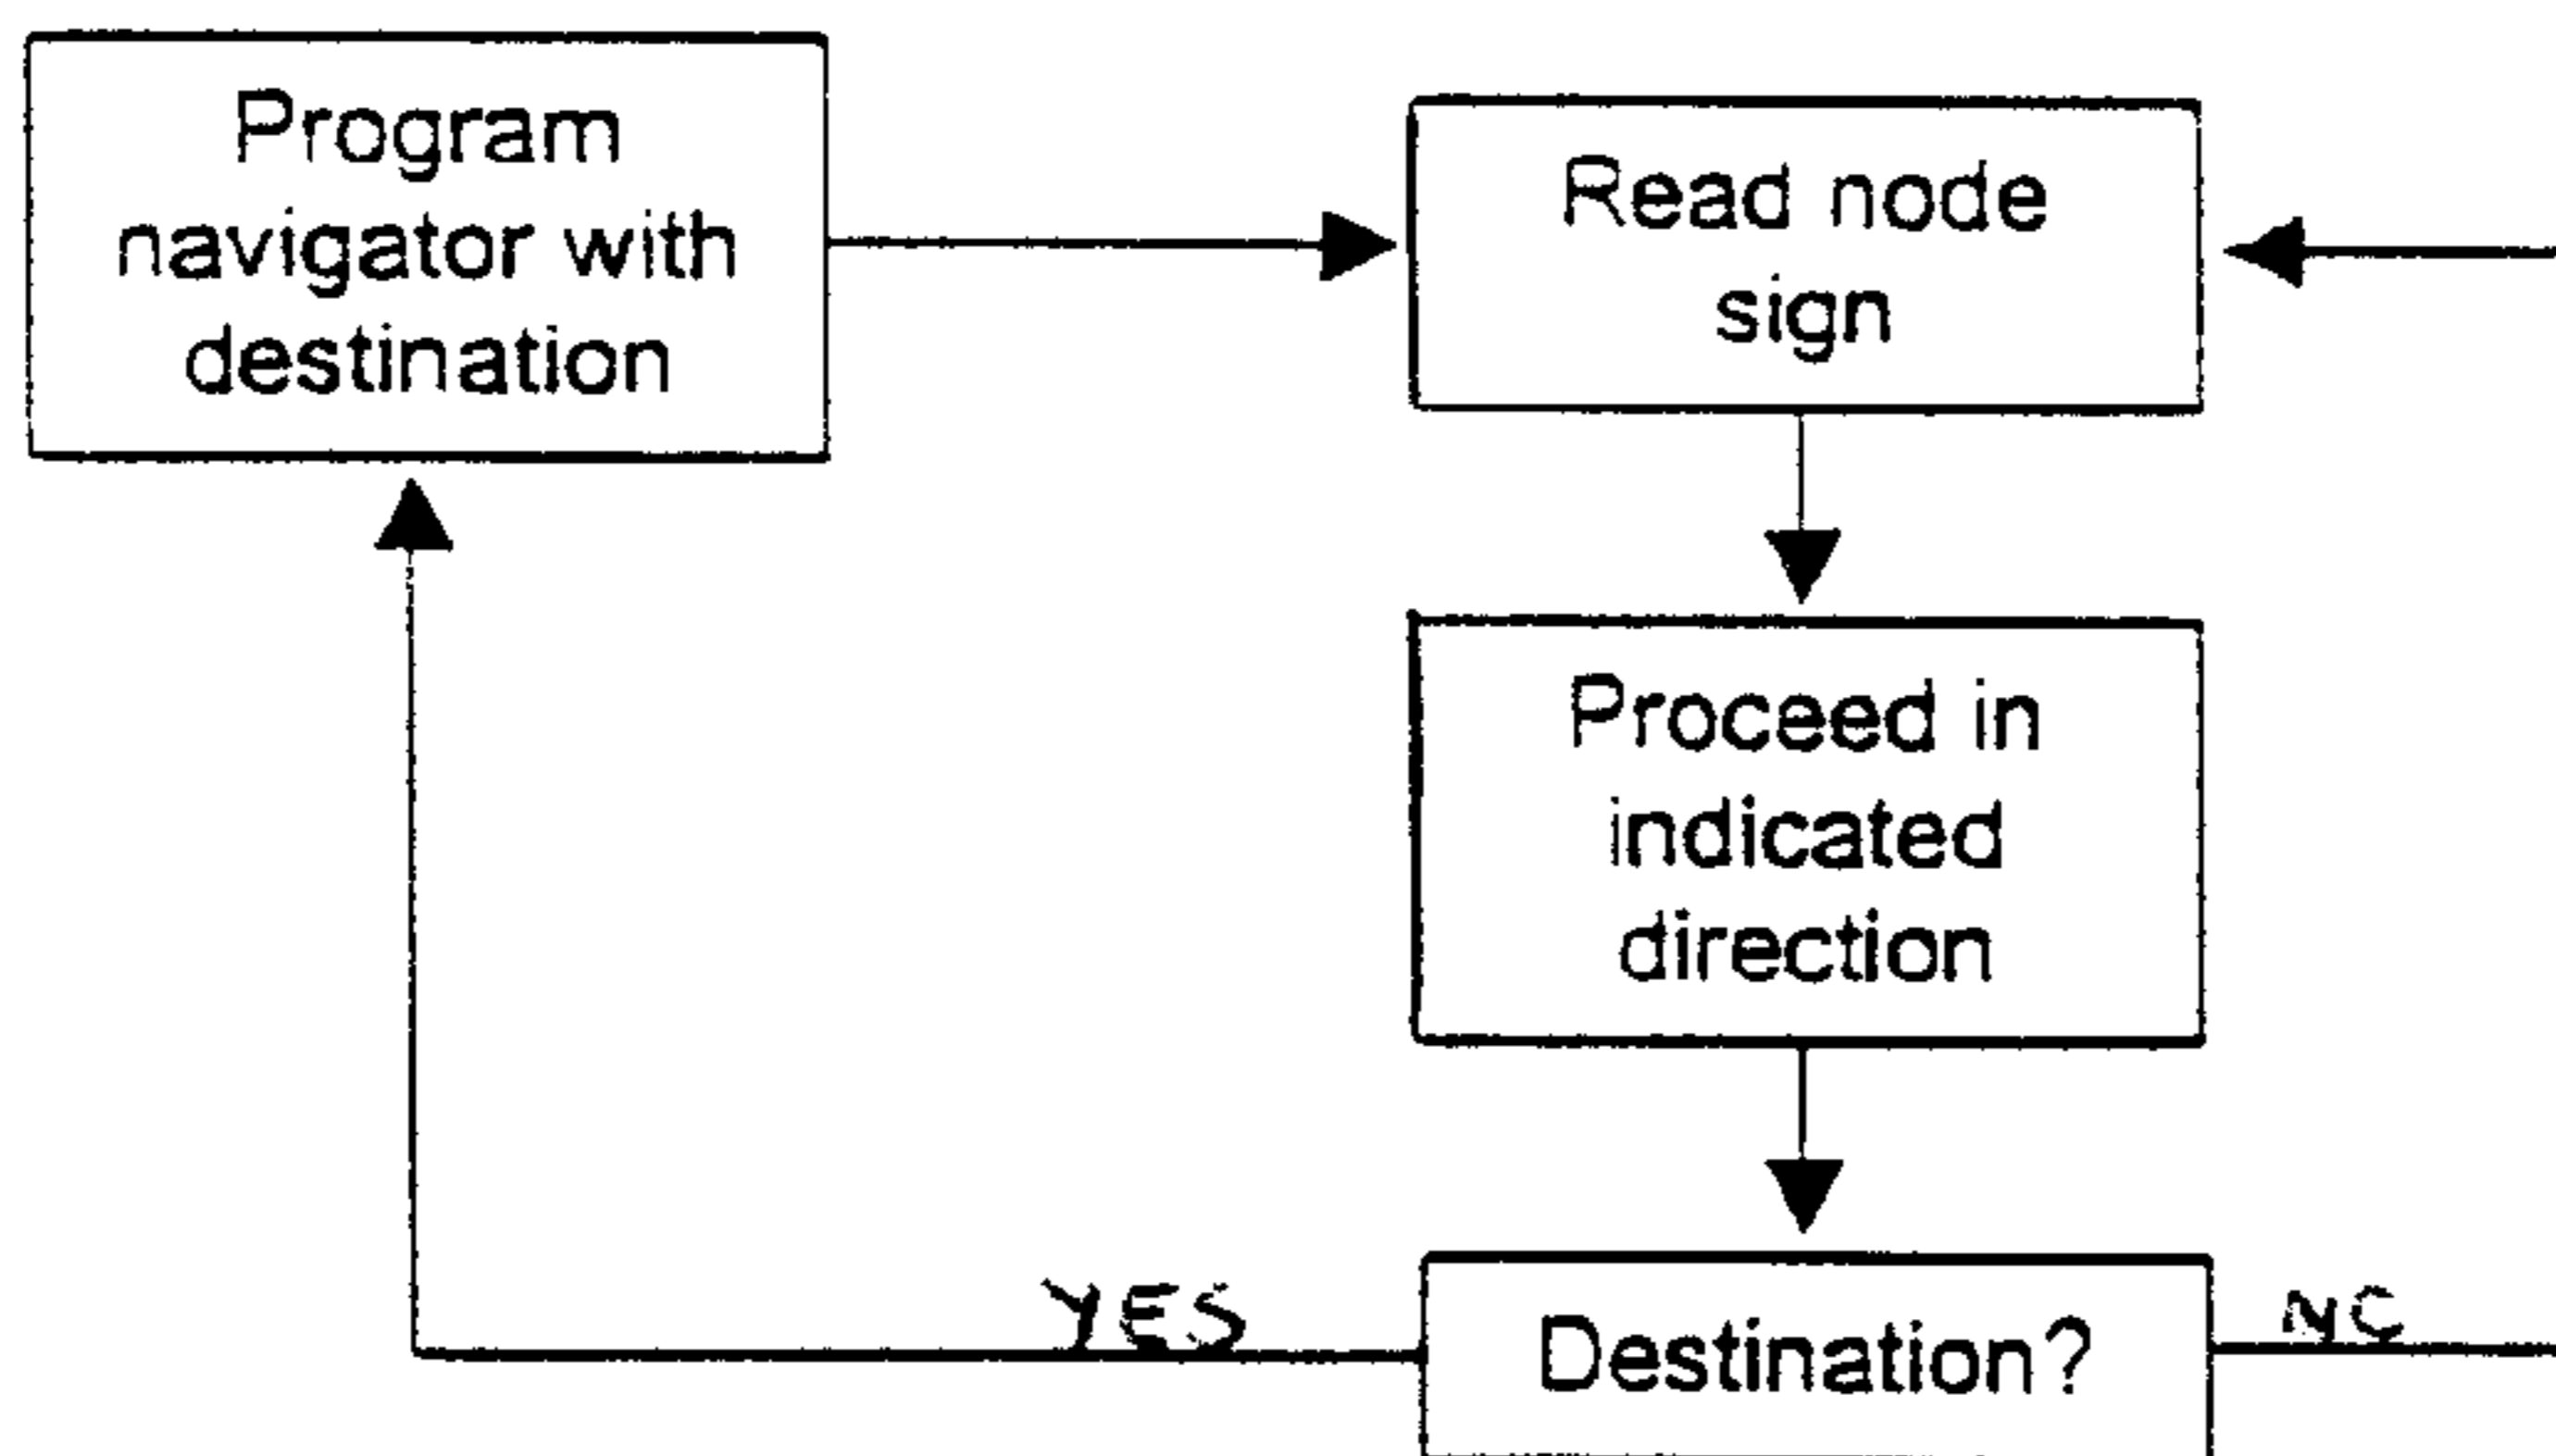 Program
navigator with
destination
Read node
sign
Proceed in
indicated
direction
YES
Destination?
NO